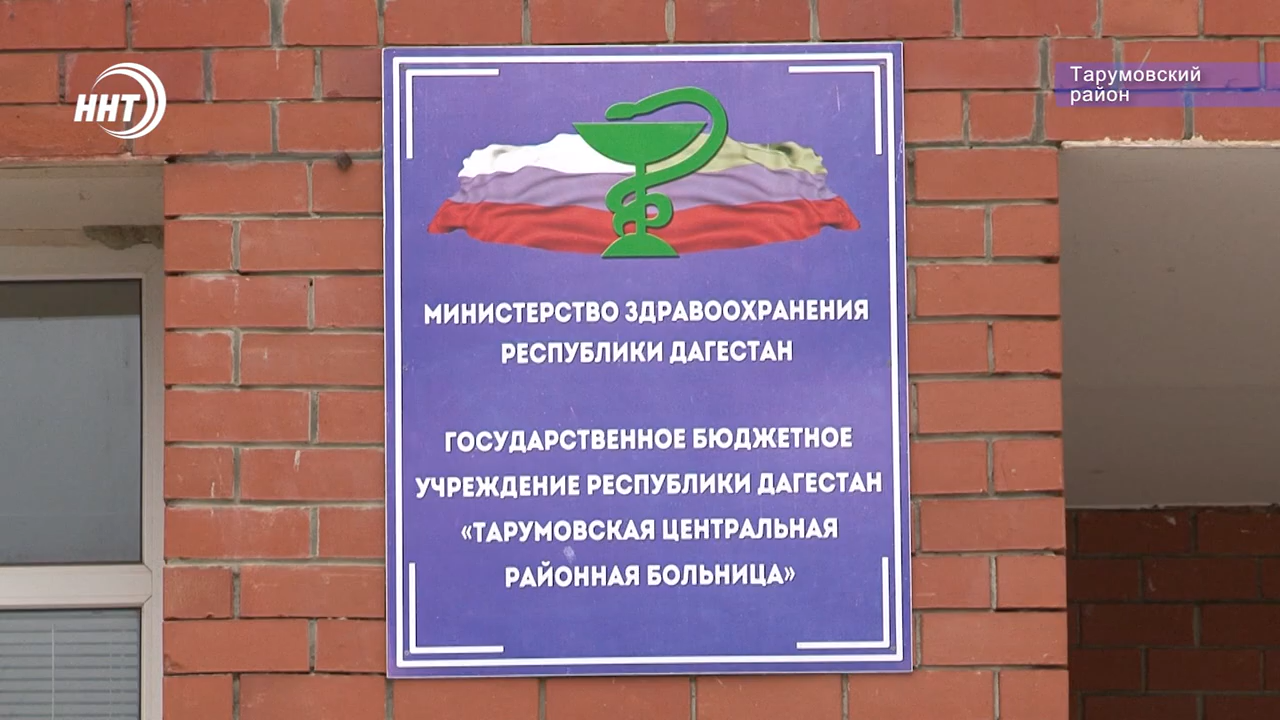 ННТ
Тарумовский
район
МИНИСТЕРСТВО ЗДРАВООХРАНЕНИЯ
РЕСПУБЛИКИ ДАГЕСТАН
ГОСУДАРСТВЕННОЕ БЮДЖЕТНОЕ
УЧРЕЖДЕНИЕ РЕСПУБЛИКИ ДАГЕСТАН
«ТАРУМОВСКАЯ ЦЕНТРАЛЬНАЯ
РАЙОННАЯ БОЛЬНИЦА»